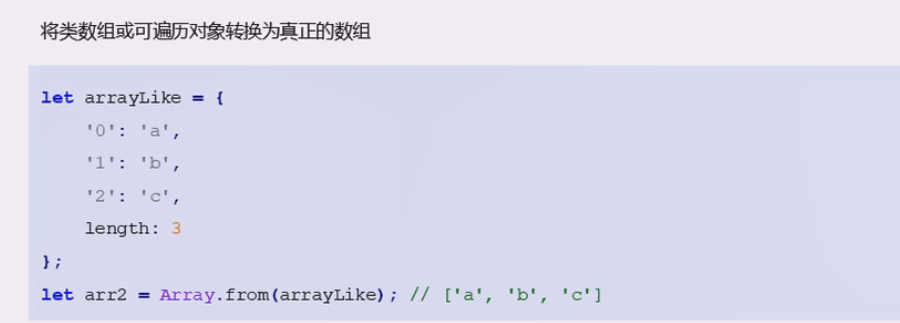 将类数组或可遍历对象转换为真正的数组
let arrayLike = {
    '0': 'a',
    '1': 'b',
    '2': 'c',
    length: 3
};
let arr2 = Array.from(arrayLike); // ['a', 'b', 'c']